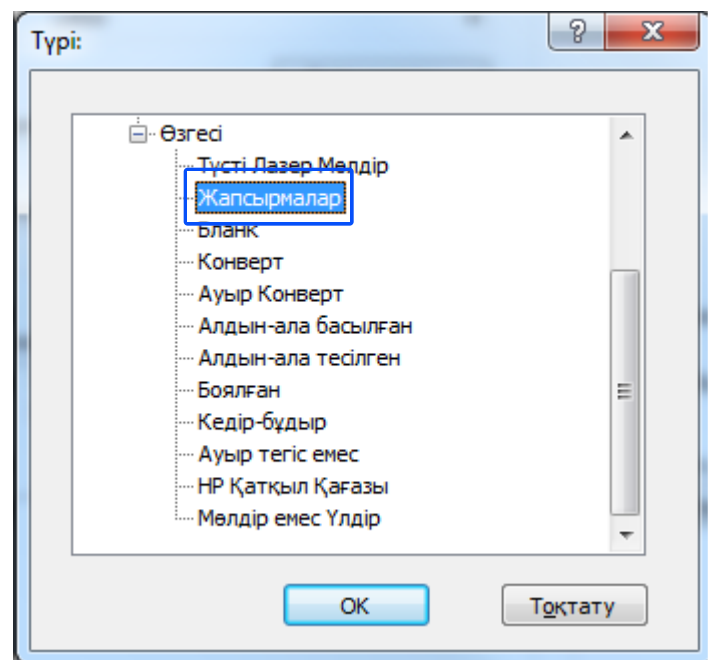 Түрі:
Өзгесі
Түсті Лазер Мөлдір
Жапсырмалар
Бланк
Конверт
Ауыр Конверт
Алдын-ала басылған
Алдын-ала тесілген
Боялған
Кедір-бұдыр
Ауыр тегіс емес
HP Қатқыл Қағазы
Мөлдір емес Үлдір
OK
Тоқтату